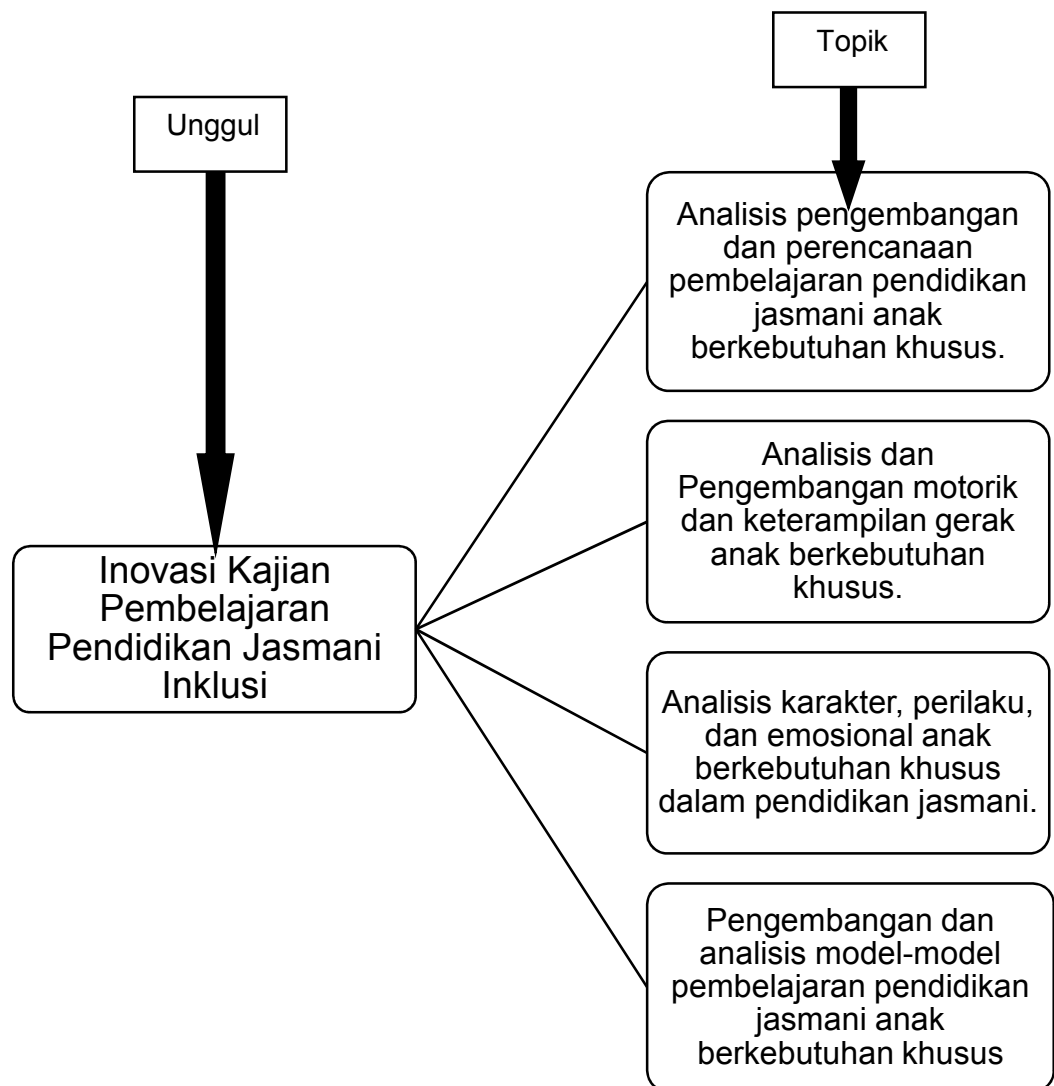 Topik
Unggul
Analisis pengembangan
dan perencanaan
pembelajaran pendidikan
jasmani anak
berkebutuhan khusus.
Analisis dan
Pengembangan motorik
dan keterampilan gerak
anak berkebutuhan
khusus.
Inovasi Kajian
Pembelajaran
Pendidikan Jasmani
Inklusi
Analisis karakter, perilaku,
dan emosional anak
berkebutuhan khusus
dalam pendidikan jasmani.
Pengembangan dan
analisis model-model
pembelajaran pendidikan
jasmani anak
berkebutuhan khusus